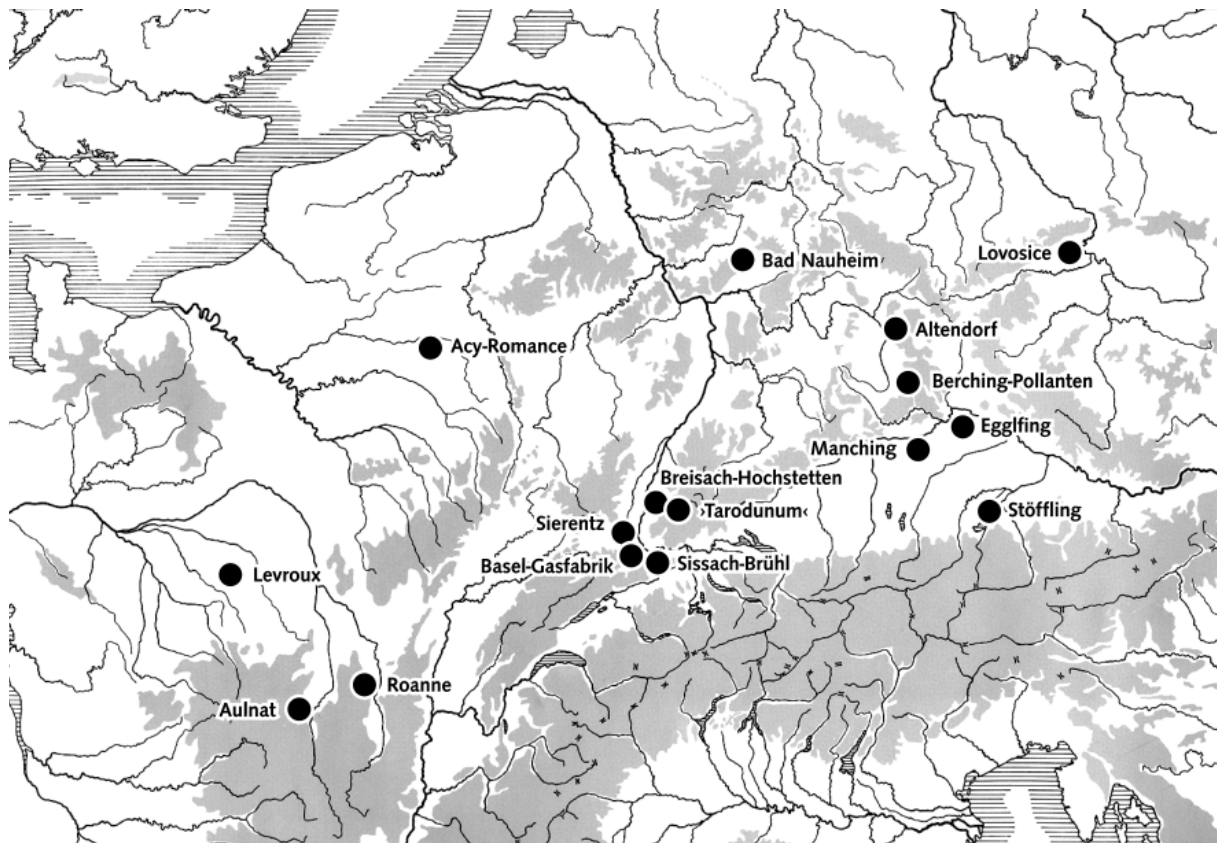 Lovosice
Bad Nauheim
Altendorf
Acy-Romance
Berching-Pollanten
Egglfing
Manching
Breisach-Hochstetten
›Tarodunum‹
Stöffling
Sierentz
Basel-Gasfabrik
Sissach-Brühl
Levroux
Roanne
Aulnat